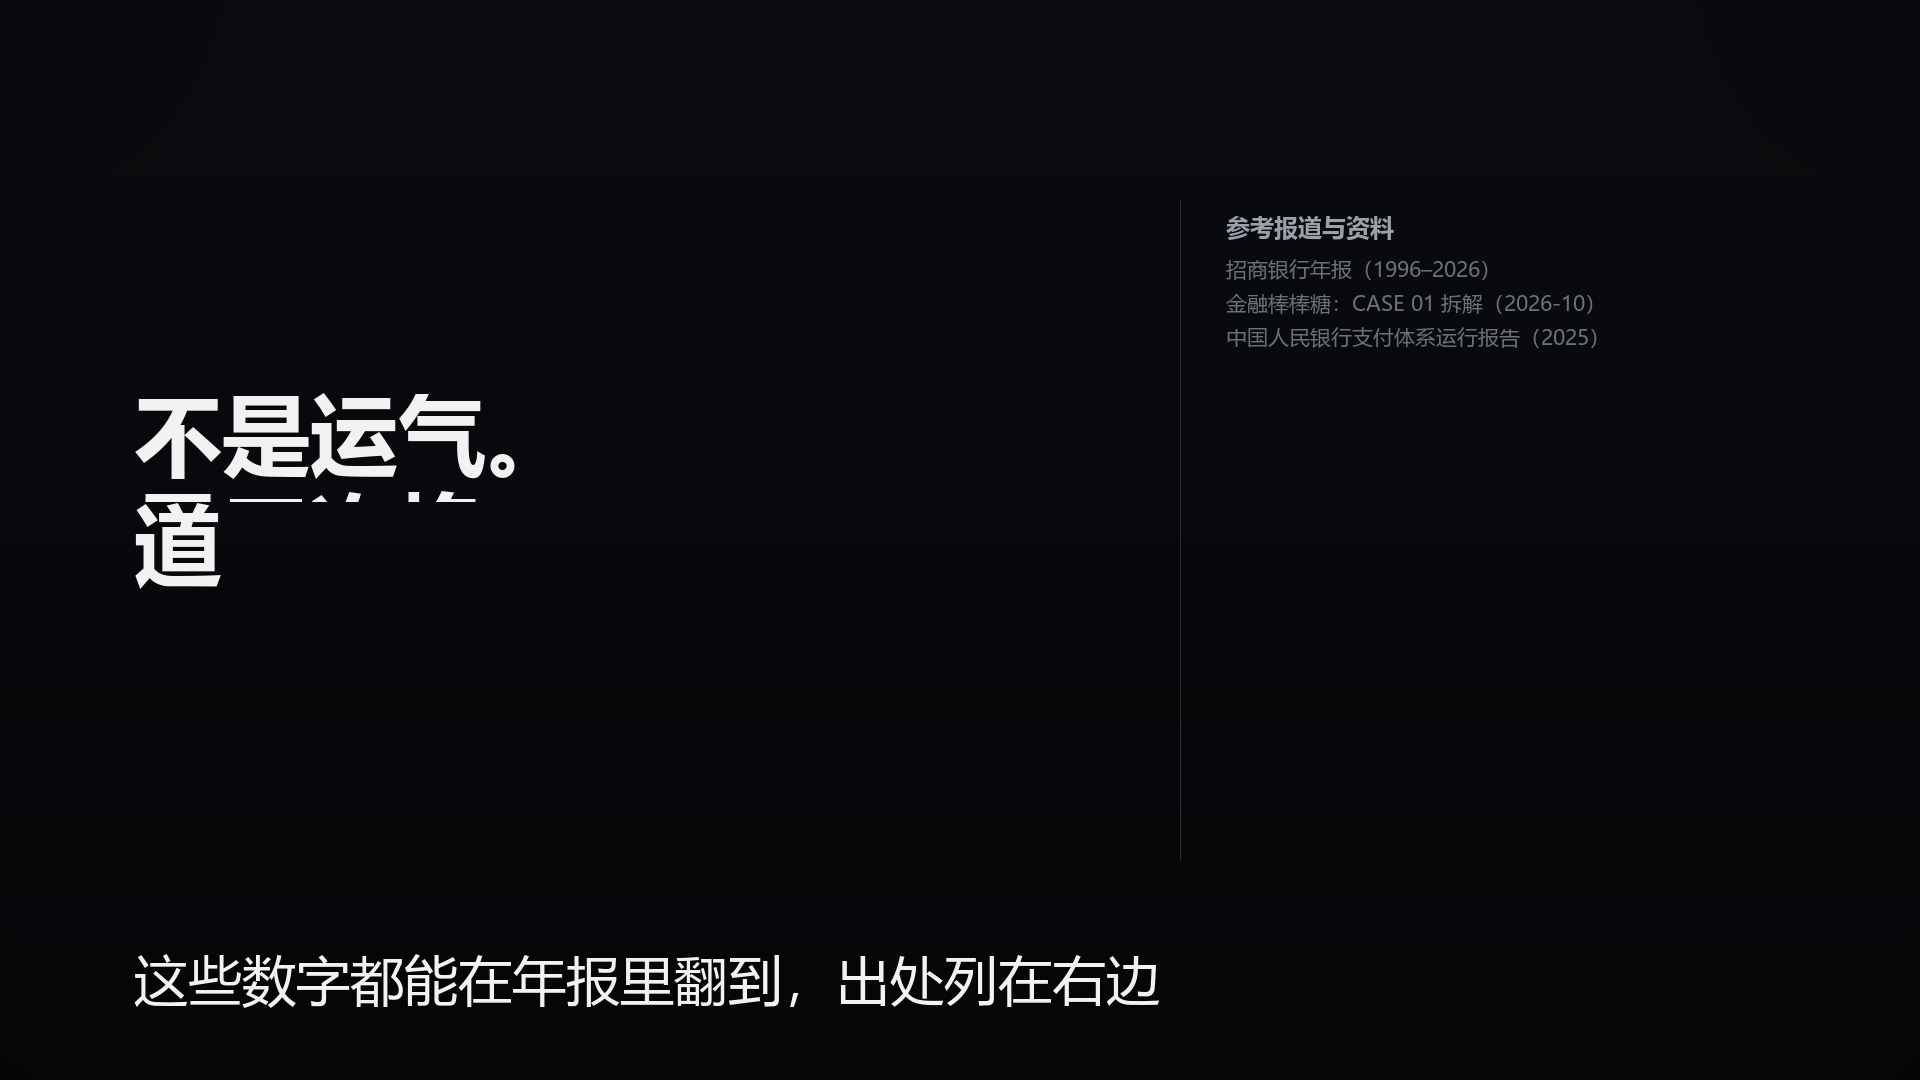 不是运气。
道
参考报道与资料
招商银行年报（1996–2026）
金融棒棒糖：CASE 01 拆解（2026-10）
中国人民银行支付体系运行报告（2025）
这些数字都能在年报里翻到，出处列在右边